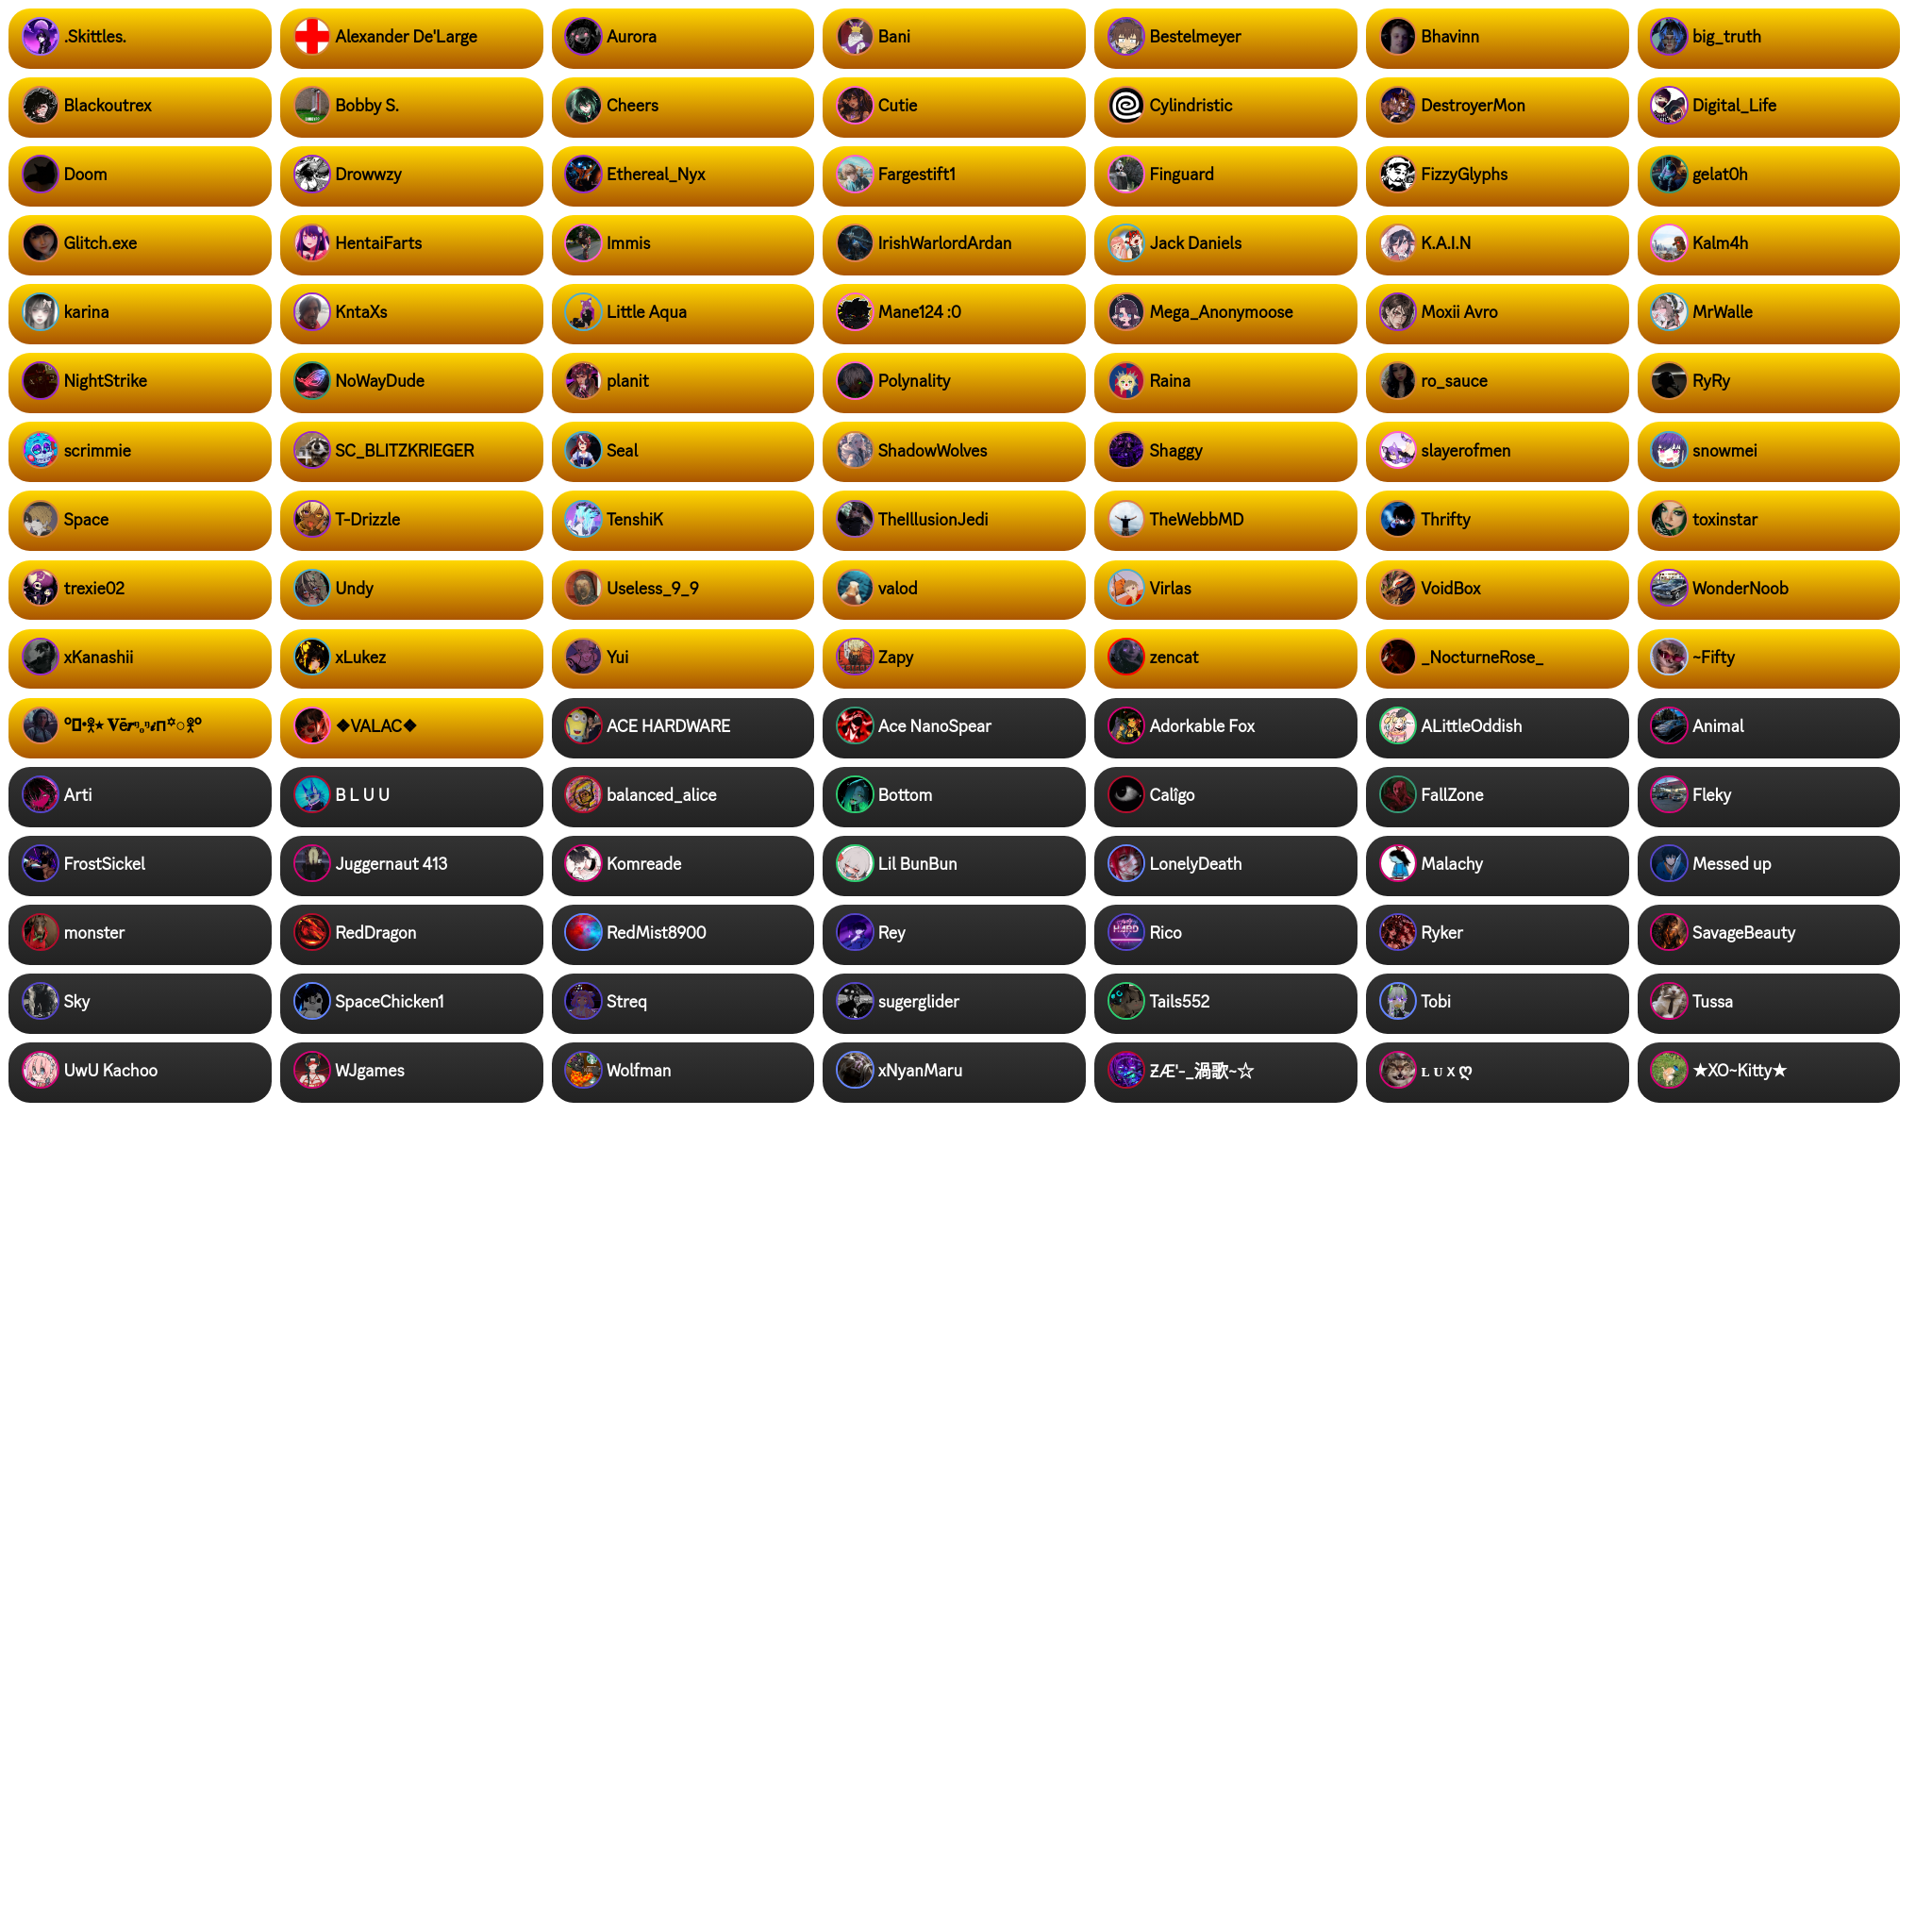 .Skittles. Alexander De'Large Aurora Bani Bestelmeyer Bhavinn big_truth
Blackoutrex Bobby S. Cheers Cutie Cylindristic DestroyerMon Digital_Life
Doom Drowwzy Ethereal_Nyx Fargestift1 Finguard FizzyGlyphs gelat0h
Glitch.exe HentaiFarts Immis IrishWarlordArdan Jack Daniels K.A.I.N Kalm4h
karina KntaXs Little Aqua Mane124 :0 Mega_Anonymoose Moxii Avro MrWalle
NightStrike NoWayDude planit Polynality Raina ro_sauce RyRy
scrimmie SC_BLITZKRIEGER Seal ShadowWolves Shaggy slayerofmen snowmei
Space T-Drizzle TenshiK TheIllusionJedi TheWebbMD Thrifty toxinstar
trexie02 Undy Useless_9_9 valod Virlas VoidBox WonderNoob
xKanashii xLukez Yui Zapy zencat _NocturneRose_ ~Fifty
❖VALAC❖ ACE HARDWARE Ace NanoSpear Adorkable Fox ALittleOddish Animal
Arti B L U U balanced_alice Bottom Calîgo FallZone Fleky
FrostSickel Juggernaut 413 Komreade Lil BunBun LonelyDeath Malachy Messed up
monster RedDragon RedMist8900 Rey Rico Ryker SavageBeauty
Sky SpaceChicken1 Streq sugerglider Tails552 Tobi Tussa
UwU Kachoo WJgames Wolfman xNyanMaru ƵÆ'-_渦歌~☆ ʟ ᴜ x ღ ★XO~Kitty★